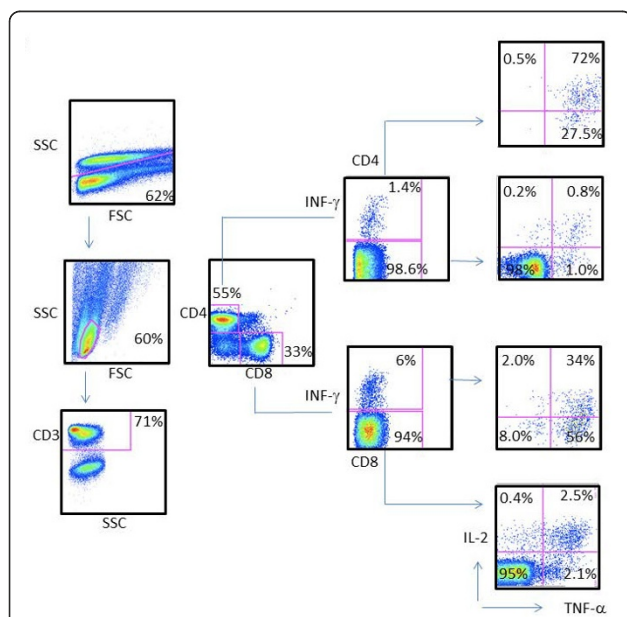 SSC
62%
FSC
SSC
60%
FSC
CD3
71%
SSC
55%
CD4
33%
CD8
CD4
INF-γ
1.4%
98.6%
INF-γ
6%
94%
CD8
0.5%
72%
27.5%
0.2%
0.8%
98%
1.0%
2.0%
34%
8.0%
56%
0.4%
2.5%
IL-2
95%
2.1%
TNF-α